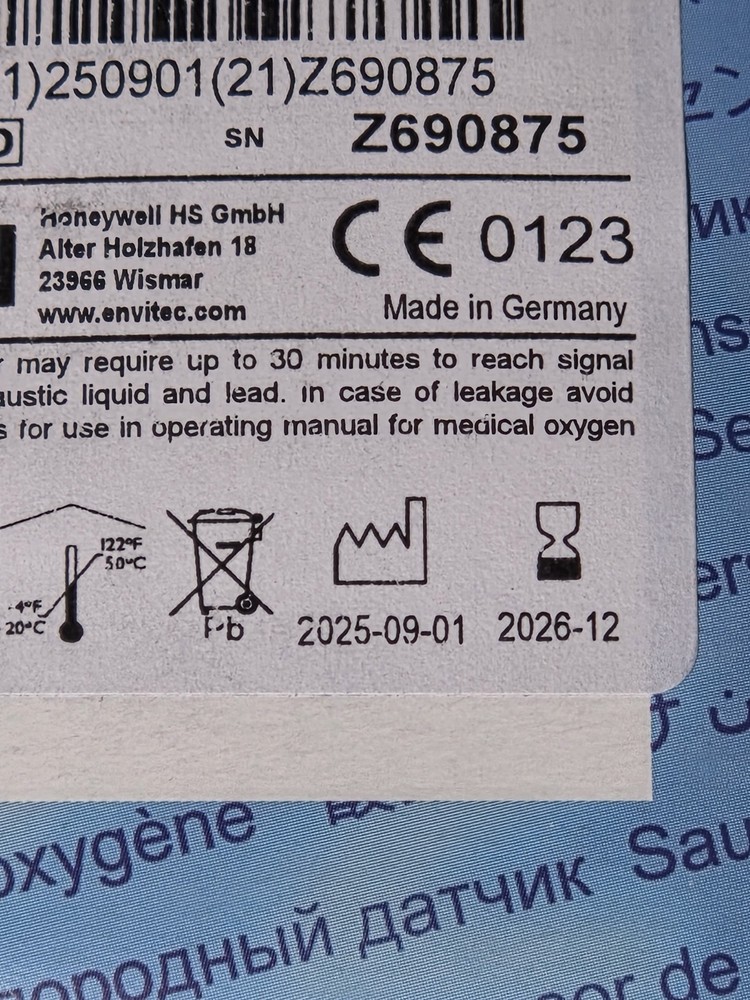 1)250901(21)Z690875
SN Z690875
Honeywell HS GmbH
Alter Holzhafen 18
23966 Wismar
www.envitec.com
CE 0123
Made in Germany
may require up to 30 minutes to reach signal
liquid and lead. in case of leakage avoid
for use in operating manual for medical oxygen
122°F
50°C
-4°F
-20°C
Pb
2025-09-01
2026-12
oxygène
датчик Sau
de